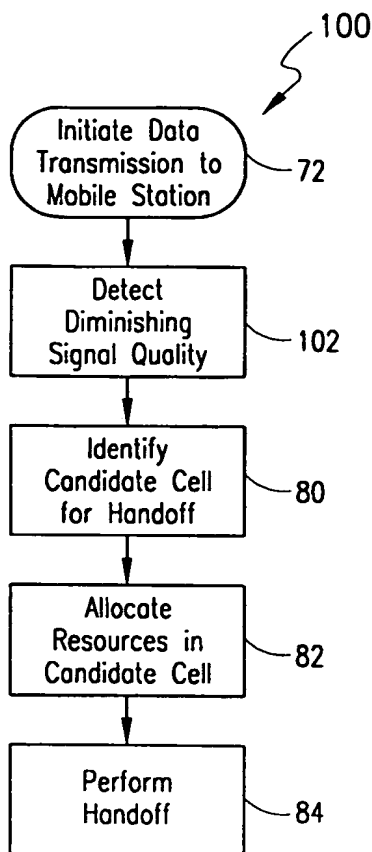 100
Initiate Data
Transmission to
Mobile Station
72
Detect
Diminishing
Signal Quality
102
Identify
Candidate Cell
for Handoff
80
Allocate
Resources in
Candidate Cell
82
Perform
Handoff
84